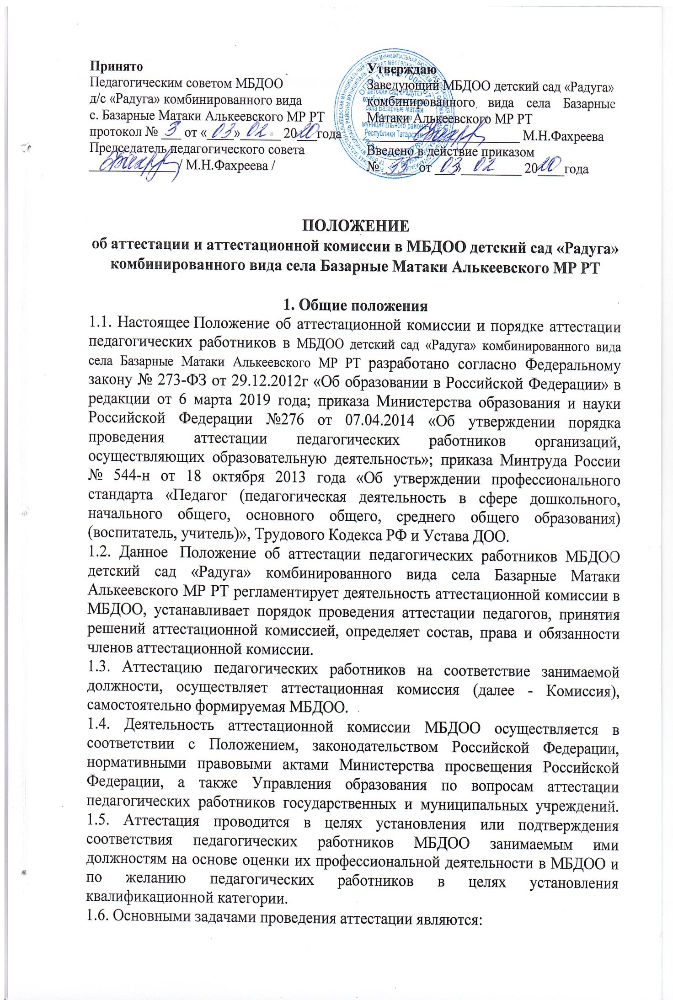 Принято
Педагогическим советом МБДОО
д/с «Радуга» комбинированного вида
с. Базарные Матаки Алькеевского МР РТ
протокол № 3 от «03» 02 2020 года
Председатель педагогического совета
/ М.Н.Фахреева /
Утверждаю
Заведующий МБДОО детский сад «Радуга»
комбинированного вида села Базарные
Матаки Алькеевского МР РТ
М.Н.Фахреева
Введено в действие приказом
№ 33 от 03» 02 2020 года
детский сад «Радуга»
села Базарные Матаки
муниципального района
Республики Татарстан
ПОЛОЖЕНИЕ
об аттестации и аттестационной комиссии в МБДОО детский сад «Радуга»
комбинированного вида села Базарные Матаки Алькеевского МР РТ
1. Общие положения
1.1. Настоящее Положение об аттестационной комиссии и порядке аттестации
педагогических работников в МБДОО детский сад «Радуга» комбинированного вида
села Базарные Матаки Алькеевского МР РТ разработано согласно Федеральному
закону № 273-ФЗ от 29.12.2012г «Об образовании в Российской Федерации» в
редакции от 6 марта 2019 года; приказа Министерства образования и науки
Российской Федерации №276 от 07.04.2014 «Об утверждении порядка
проведения аттестации педагогических работников организаций,
осуществляющих образовательную деятельность»; приказа Минтруда России
№ 544-н от 18 октября 2013 года «Об утверждении профессионального
стандарта «Педагог (педагогическая деятельность в сфере дошкольного,
начального общего, основного общего, среднего общего образования)
(воспитатель, учитель)», Трудового Кодекса РФ и Устава ДОО.
1.2. Данное Положение об аттестации педагогических работников МБДОО
детский сад «Радуга» комбинированного вида села Базарные Матаки
Алькеевского МР РТ регламентирует деятельность аттестационной комиссии в
МБДОО, устанавливает порядок проведения аттестации педагогов, принятия
решений аттестационной комиссией, определяет состав, права и обязанности
членов аттестационной комиссии.
1.3. Аттестацию педагогических работников на соответствие занимаемой
должности, осуществляет аттестационная комиссия (далее - Комиссия),
самостоятельно формируемая МБДОО.
1.4. Деятельность аттестационной комиссии МБДОО осуществляется в
соответствии с Положением, законодательством Российской Федерации,
нормативными правовыми актами Министерства просвещения Российской
Федерации, а также Управления образования по вопросам аттестации
педагогических работников государственных и муниципальных учреждений.
1.5. Аттестация проводится в целях установления или подтверждения
соответствия педагогических работников МБДОО занимаемым ими
должностям на основе оценки их профессиональной деятельности в МБДОО и
по желанию педагогических работников в целях установления
квалификационной категории.
1.6. Основными задачами проведения аттестации являются: